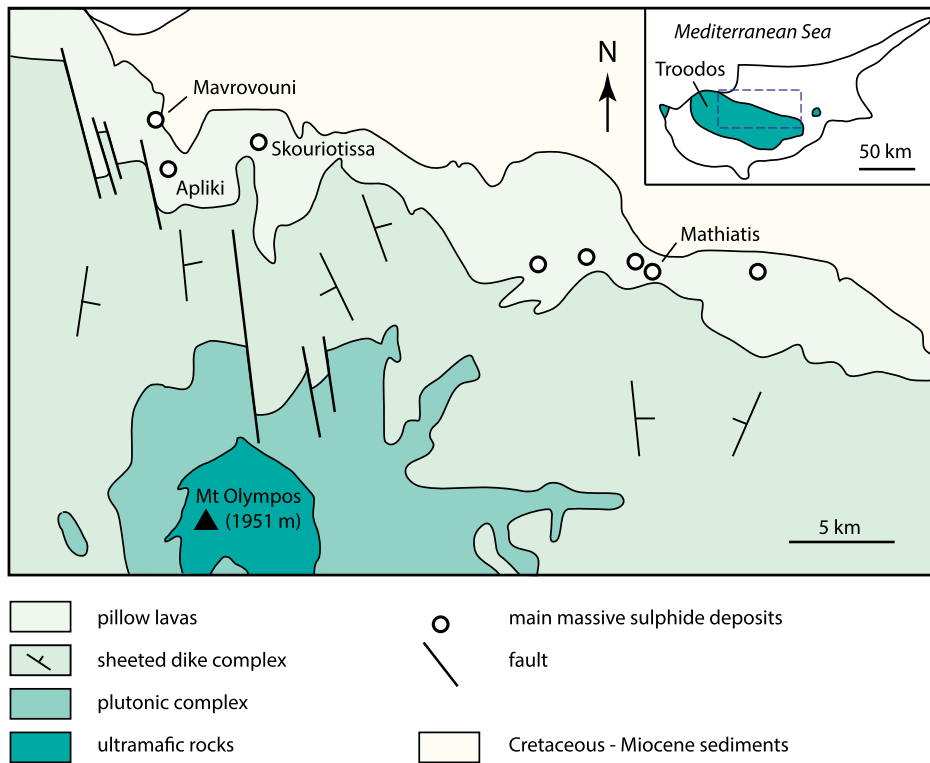 Mediterranean Sea
Troodos
50 km
N
Mavrovouni
Skouriotissa
Apliki
Mathiatis
Mt Olympos
(1951 m)
5 km
pillow lavas
main massive sulphide deposits
sheeted dike complex
fault
plutonic complex
ultramafic rocks
Cretaceous - Miocene sediments